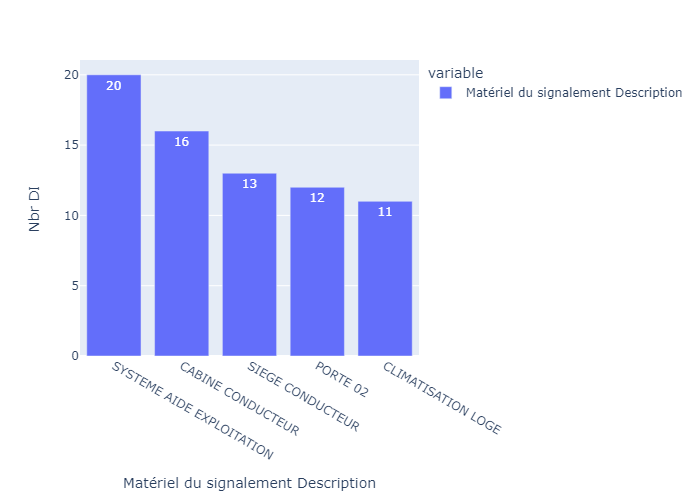 20
15
10
5
0
Nbr DI
20
16
13
12
11
SYSTEME AIDE EXPLOITATION
CABINE CONDUCTEUR
SIEGE CONDUCTEUR
PORTE 02
CLIMATISATION LOGE
Matériel du signalement Description
variable
Matériel du signalement Description